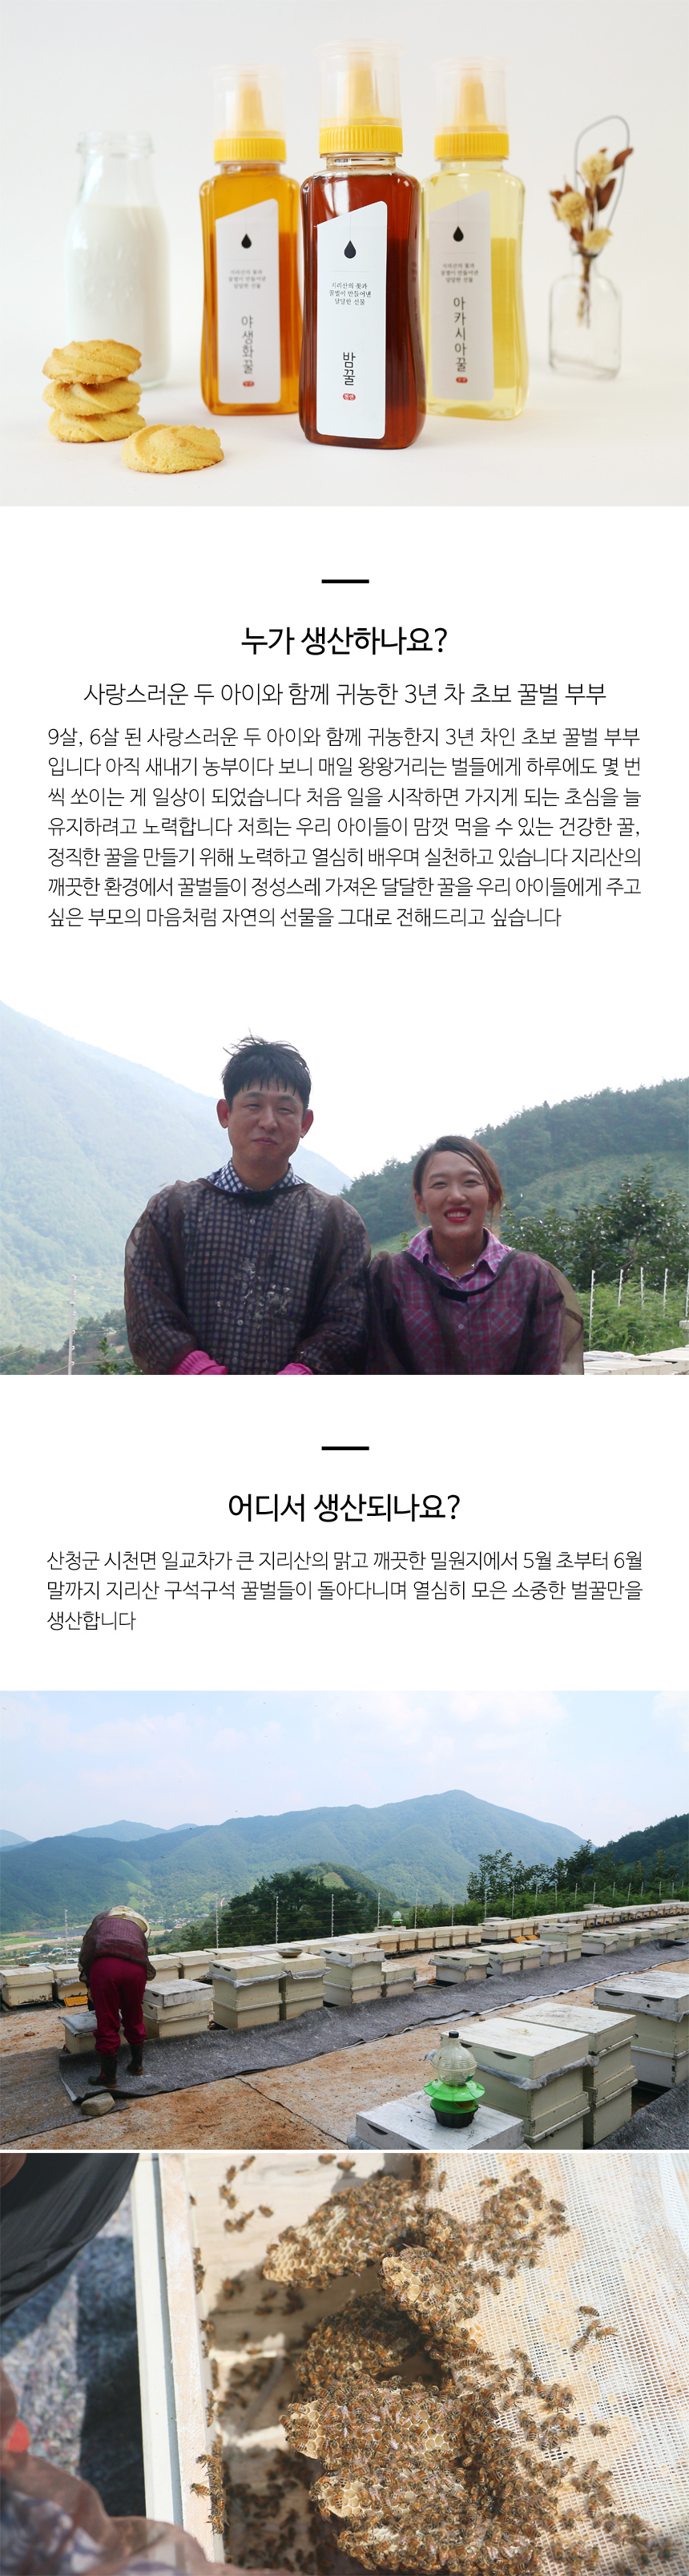 지리산의 꽃과
꿀벌이 만들어낸
달달한 선물
야생화꿀
지리산의 꽃과
꿀벌이 만들어낸
달달한 선물
밤꿀
지리산의 꽃과
꿀벌이 만들어낸
달달한 선물
아카시아꿀
누가 생산하나요?
사랑스러운 두 아이와 함께 귀농한 3년 차 초보 꿀벌 부부
9살, 6살 된 사랑스러운 두 아이와 함께 귀농한지 3년 차인 초보 꿀벌 부부
입니다 아직 새내기 농부이다 보니 매일 왕왕거리는 벌들에게 하루에도 몇 번
씩 쏘이는 게 일상이 되었습니다 처음 일을 시작하면 가지게 되는 초심을 늘
유지하려고 노력합니다 저희는 우리 아이들이 맘껏 먹을 수 있는 건강한 꿀,
정직한 꿀을 만들기 위해 노력하고 열심히 배우며 실천하고 있습니다 지리산의
깨끗한 환경에서 꿀벌들이 정성스레 가져온 달달한 꿀을 우리 아이들에게 주고
싶은 부모의 마음처럼 자연의 선물을 그대로 전해드리고 싶습니다
어디서 생산되나요?
산청군 시천면 일교차가 큰 지리산의 맑고 깨끗한 밀원지에서 5월 초부터 6월
말까지 지리산 구석구석 꿀벌들이 돌아다니며 열심히 모은 소중한 벌꿀만을
생산합니다